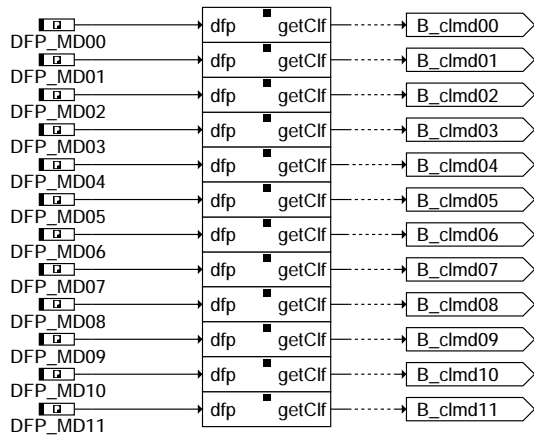 dfp getClf B_clmd00
DFP_MD00
dfp getClf B_clmd01
DFP_MD01
dfp getClf B_clmd02
DFP_MD02
dfp getClf B_clmd03
DFP_MD03
dfp getClf B_clmd04
DFP_MD04
dfp getClf B_clmd05
DFP_MD05
dfp getClf B_clmd06
DFP_MD06
dfp getClf B_clmd07
DFP_MD07
dfp getClf B_clmd08
DFP_MD08
dfp getClf B_clmd09
DFP_MD09
dfp getClf B_clmd10
DFP_MD10
dfp getClf B_clmd11
DFP_MD11